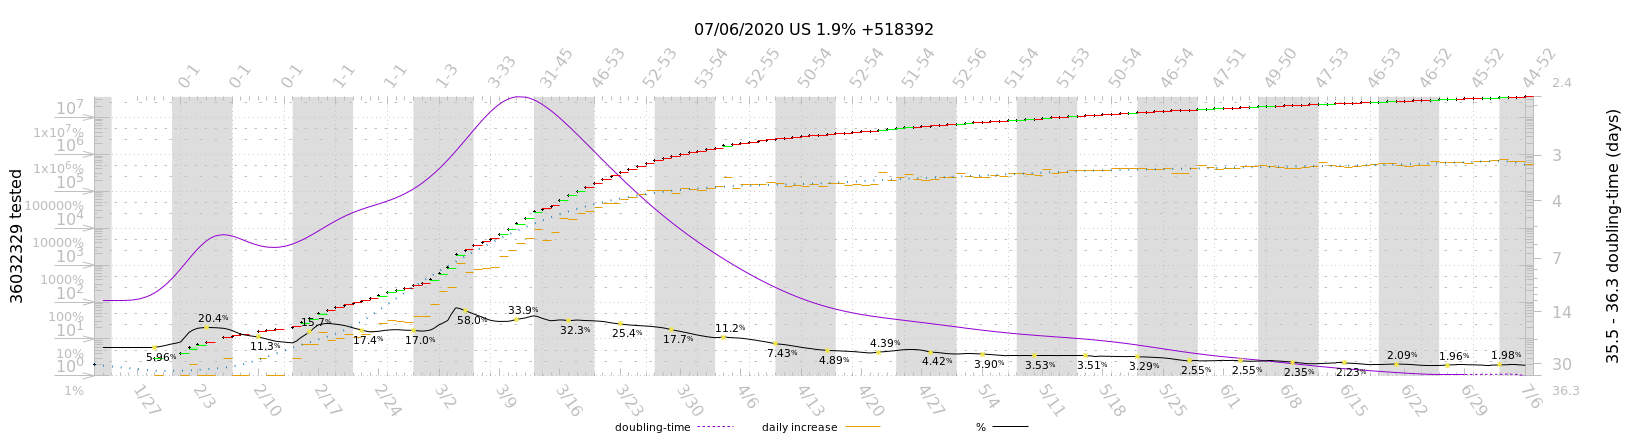 07/06/2020 US 1.9% +518392
0-1 0-1 0-1 1-1 1-1 1-3 3-33 31-45 46-53 52-53 53-54 52-55 50-54 52-54 51-54 52-56 51-54 51-53 50-54 46-54 47-51 49-50 47-53 46-53 46-52 45-52 44-52
36032329 tested
10⁷
1x10⁷%
10⁶
1x10⁶%
10⁵
100000%
10⁴
10000%
10³
1000%
10²
100%
10¹
10%
10⁰
1%
5.96% 20.4% 11.3% 15.7% 17.4% 17.0% 58.0% 33.9% 32.3% 25.4% 17.7% 11.2% 7.43% 4.89% 4.39% 4.42% 3.90% 3.53% 3.51% 3.29% 2.55% 2.55% 2.35% 2.23% 2.09% 1.96% 1.98%
2.4
3
4
7
14
30
36.3
35.5 - 36.3 doubling-time (days)
1/27 2/3 2/10 2/17 2/24 3/2 3/9 3/16 3/23 3/30 4/6 4/13 4/20 4/27 5/4 5/11 5/18 5/25 6/1 6/8 6/15 6/22 6/29 7/6
doubling-time daily increase %